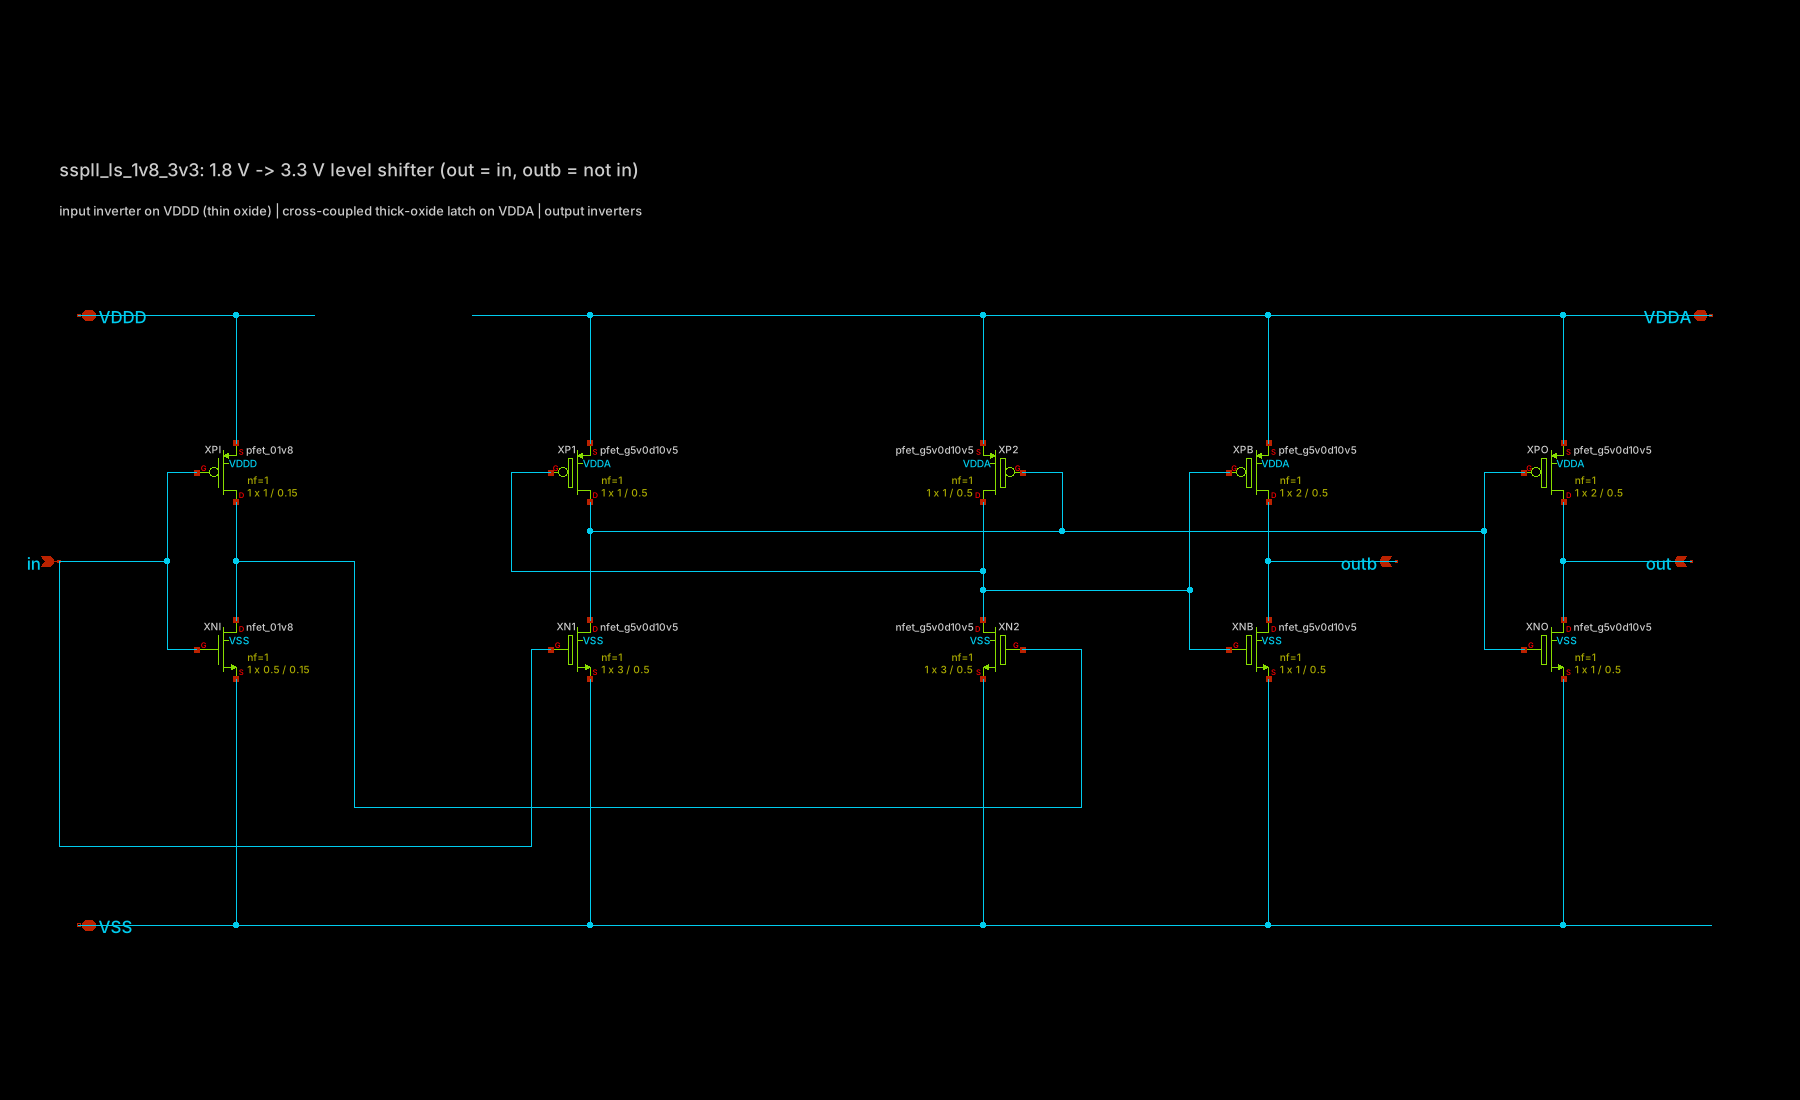 sspll_ls_1v8_3v3: 1.8 V -> 3.3 V level shifter (out = in, outb = not in)
input inverter on VDDD (thin oxide) | cross-coupled thick-oxide latch on VDDA | output inverters
VDDD
VDDA
XPI S pfet_01v8
G VDDD
nf=1
D 1 x 1 / 0.15
XP1 S pfet_g5v0d10v5
G VDDA
nf=1
D 1 x 1 / 0.5
pfet_g5v0d10v5 S XP2
VDDA G
nf=1
1 x 1 / 0.5 D
XPB S pfet_g5v0d10v5
G VDDA
nf=1
D 1 x 2 / 0.5
XPO S pfet_g5v0d10v5
G VDDA
nf=1
D 1 x 2 / 0.5
in
outb
out
XNI D nfet_01v8
G VSS
nf=1
S 1 x 0.5 / 0.15
XN1 D nfet_g5v0d10v5
G VSS
nf=1
S 1 x 3 / 0.5
nfet_g5v0d10v5 D XN2
VSS G
nf=1
1 x 3 / 0.5 S
XNB D nfet_g5v0d10v5
G VSS
nf=1
S 1 x 1 / 0.5
XNO D nfet_g5v0d10v5
G VSS
nf=1
S 1 x 1 / 0.5
VSS